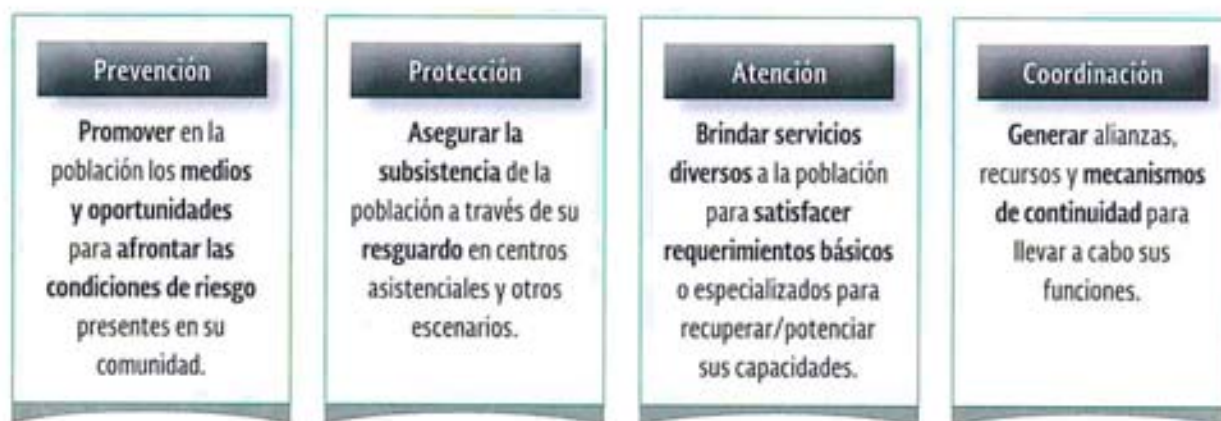 Prevención
Promover en la
población los medios
y oportunidades
para afrontar las
condiciones de riesgo
presentes en su
comunidad.
Protección
Asegurar la
subsistencia de la
población a través de su
resguardo en centros
asistenciales y otros
escenarios.
Atención
Brindar servicios
diversos a la población
para satisfacer
requerimientos básicos
o especializados para
recuperar/potenciar
sus capacidades.
Coordinación
Generar alianzas,
recursos y mecanismos
de continuidad para
llevar a cabo sus
funciones.